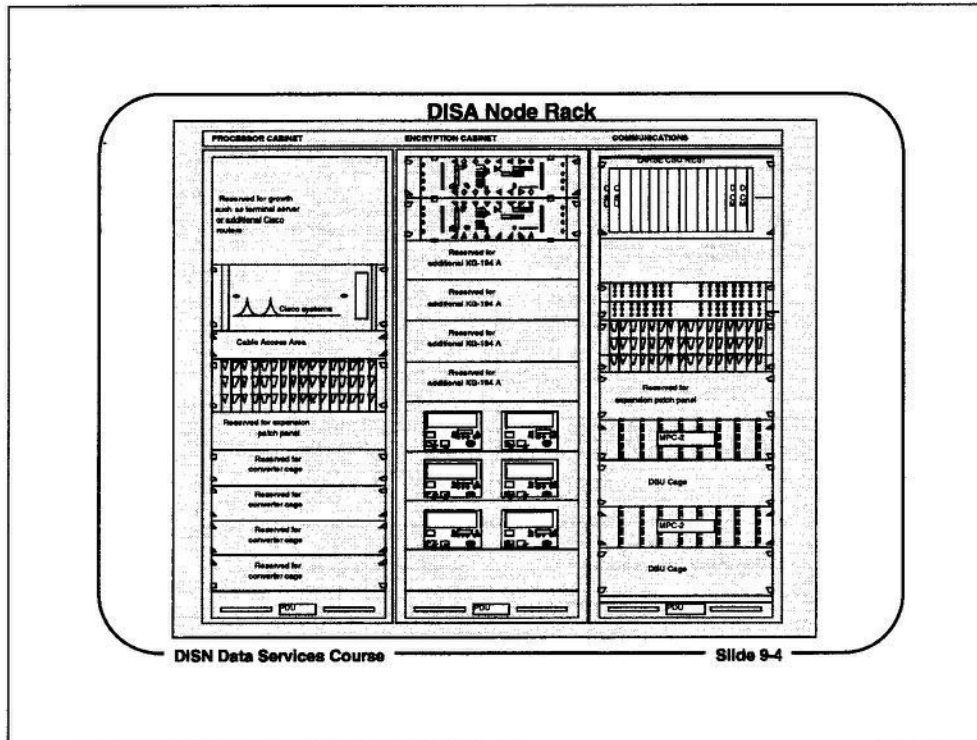 DISA Node Rack
PROCESSOR CABINET
ENCRYPTION CABINET
COMMUNICATIONS
Reserved for growth
such as terminal server
or additional Cisco
routers
Cisco systems
Cable Access Area
Reserved for expansion
patch panel
Reserved for
converter cage
Reserved for
converter cage
Reserved for
converter cage
Reserved for
converter cage
PDU
Reserved for
additional KG-194 A
Reserved for
additional KG-194 A
Reserved for
additional KG-194 A
Reserved for
additional KG-194 A
PDU
LARGE CSU NEST
Reserved for
expansion patch panel
MPC-2
DSU Cage
MPC-2
DSU Cage
PDU
DISN Data Services Course
Slide 9-4